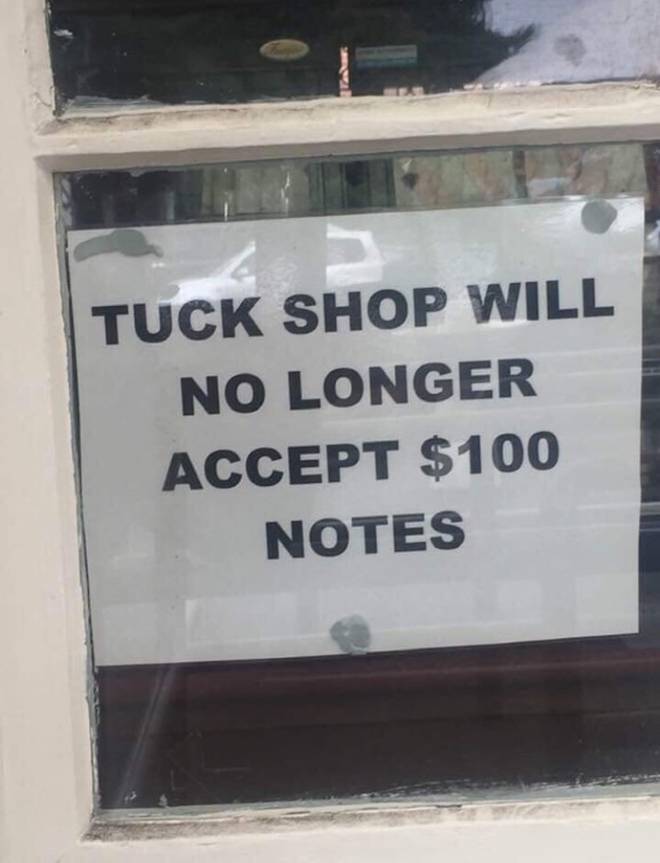 TUCK SHOP WILL
NO LONGER
ACCEPT $100
NOTES